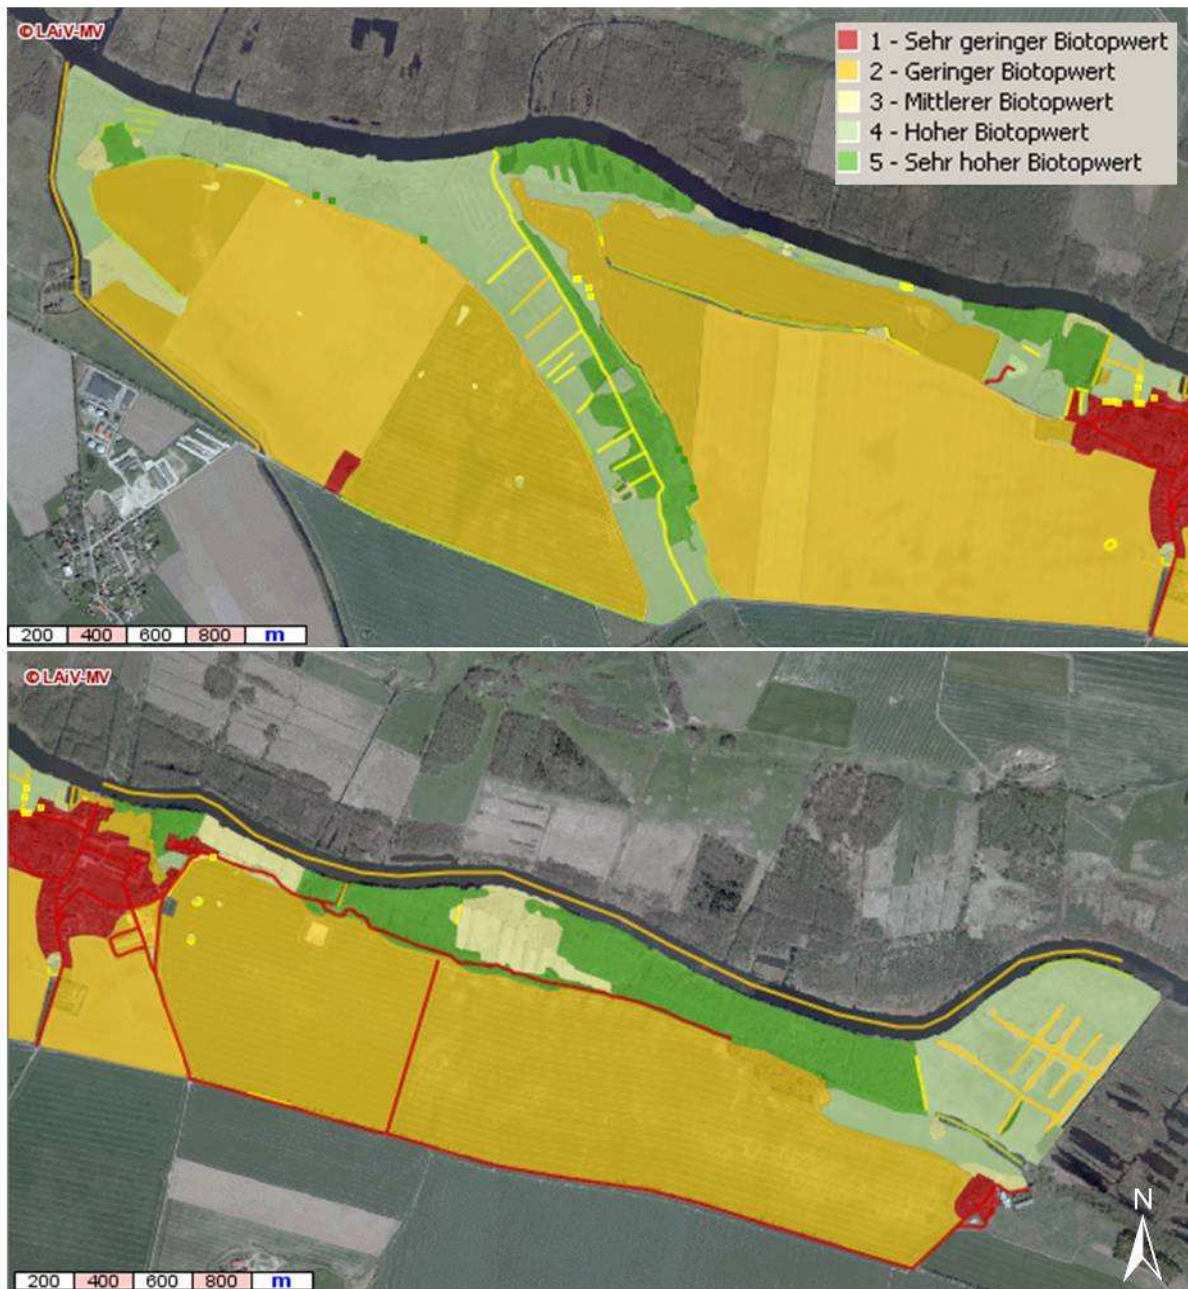 © LAiV-MV
1 - Sehr geringer Biotopwert
2 - Geringer Biotopwert
3 - Mittlerer Biotopwert
4 - Hoher Biotopwert
5 - Sehr hoher Biotopwert
200 400 600 800 m
© LAiV-MV
N
200 400 600 800 m